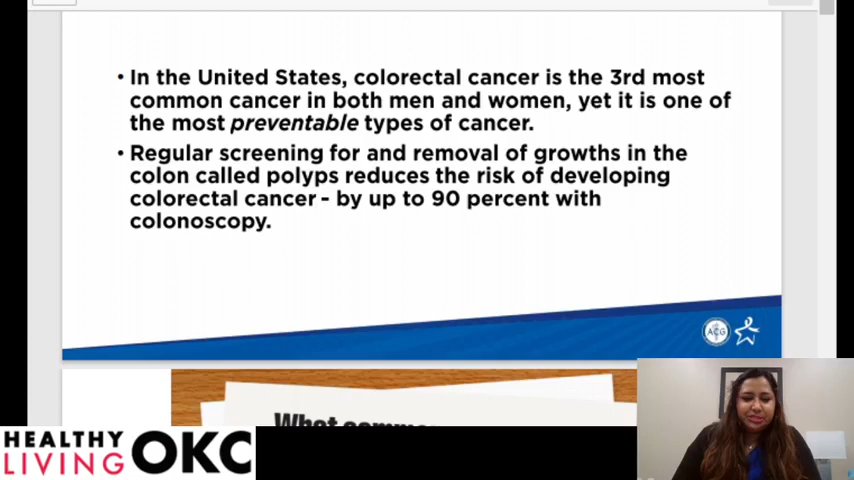 • In the United States, colorectal cancer is the 3rd most
common cancer in both men and women, yet it is one of
the most preventable types of cancer.
• Regular screening for and removal of growths in the
colon called polyps reduces the risk of developing
colorectal cancer - by up to 90 percent with
colonoscopy.
ACG
What
HEALTHY
LIVING OKC